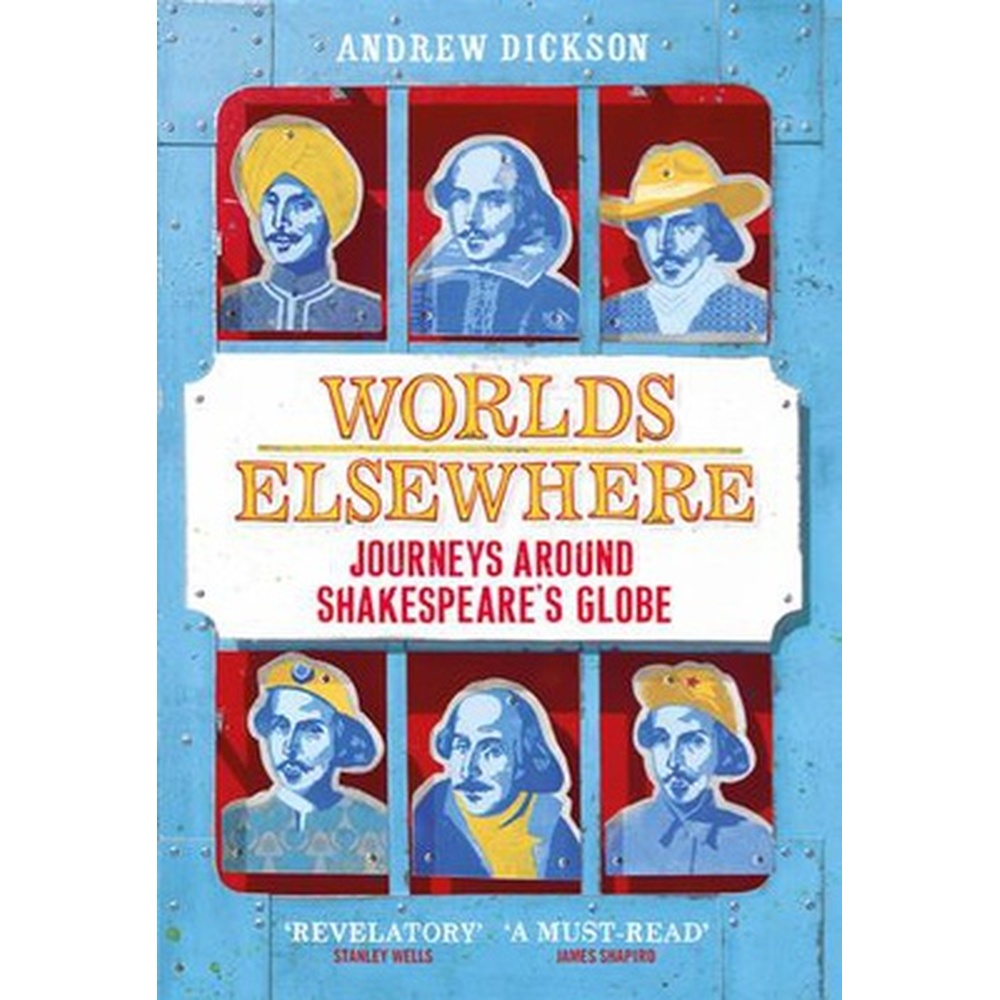 ANDREW DICKSON
WORLDS
ELSEWHERE
JOURNEYS AROUND
SHAKESPEARE'S GLOBE
'REVELATORY' 'A MUST-READ'
STANLEY WELLS JAMES SHAPIRO